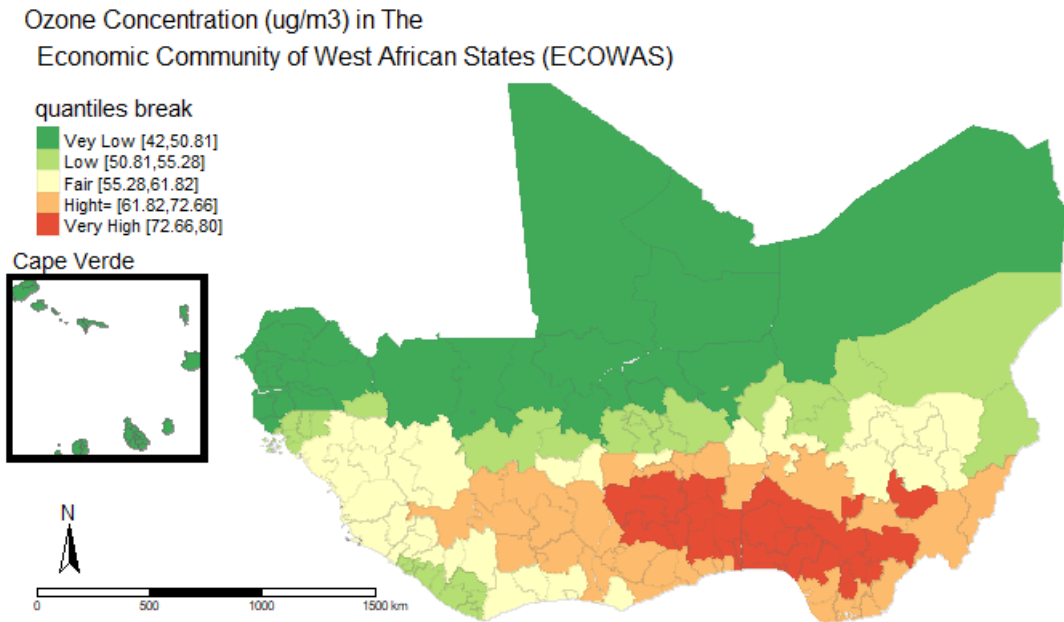 Ozone Concentration (ug/m3) in The
Economic Community of West African States (ECOWAS)
quantiles break
Vey Low [42,50.81]
Low [50.81,55.28]
Fair [55.28,61.82]
Hight= [61.82,72.66]
Very High [72.66,80]
Cape Verde
N
0 500 1000 1500 km